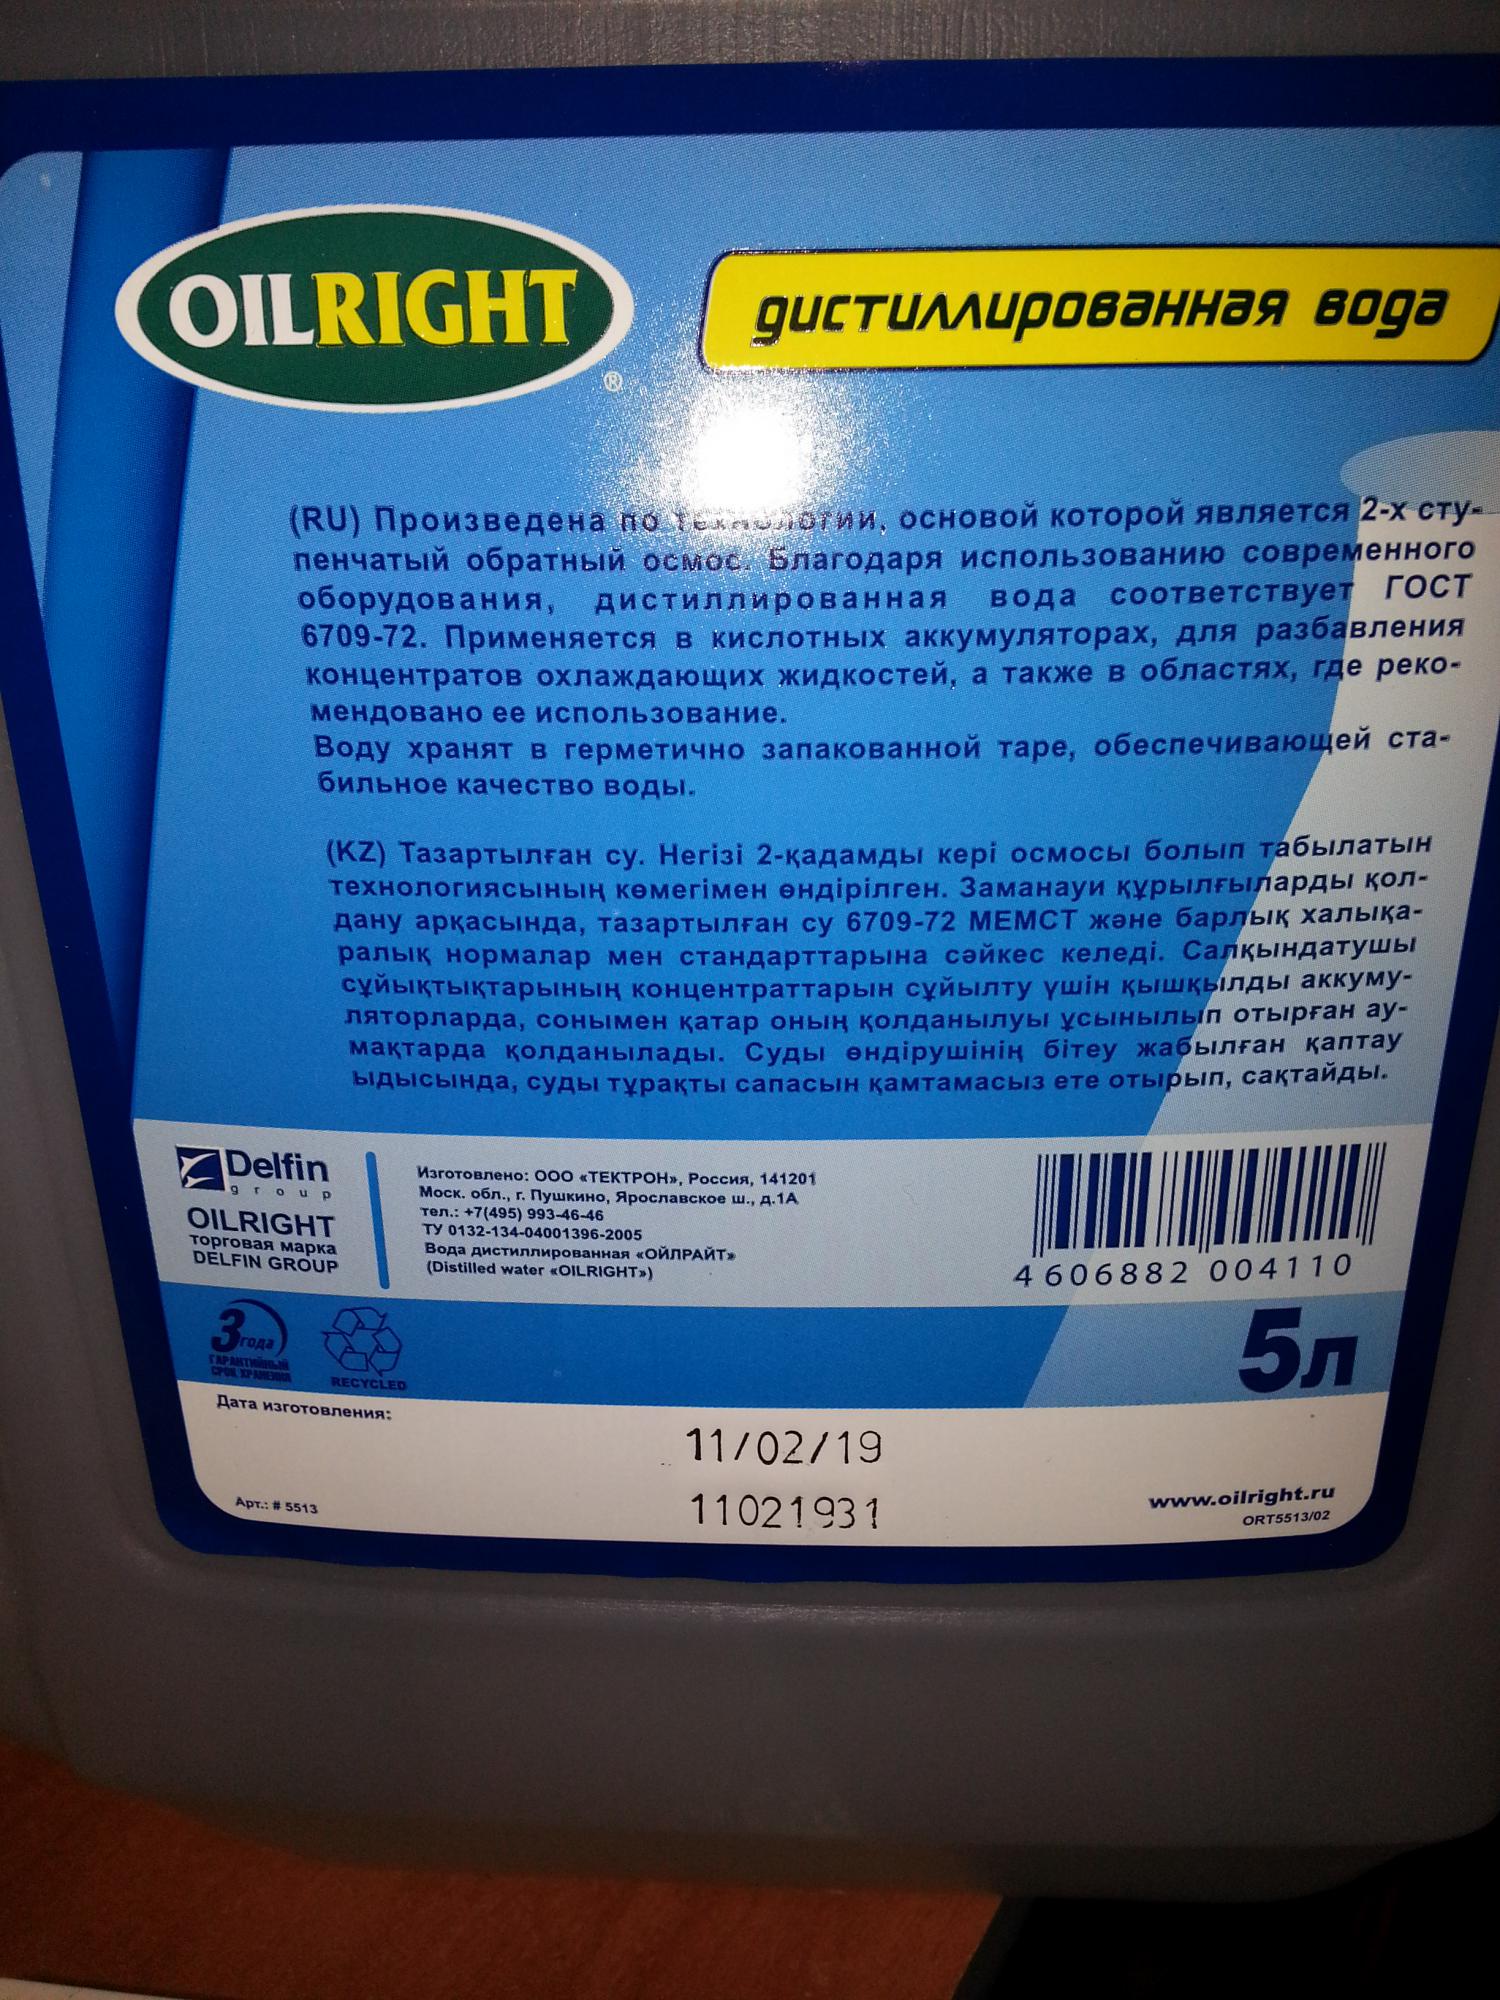 OILRIGHT
®
дистиллированная вода
(RU) Произведена по технологии, основой которой является 2-х сту-
пенчатый обратный осмос. Благодаря использованию современного
оборудования, дистиллированная вода соответствует ГОСТ
6709-72. Применяется в кислотных аккумуляторах, для разбавления
концентратов охлаждающих жидкостей, а также в областях, где реко-
мендовано ее использование.
Воду хранят в герметично запакованной таре, обеспечивающей ста-
бильное качество воды.
(KZ) Тазартылған су. Негізі 2-қадамды кері осмосы болып табылатын
технологиясының көмегімен өндірілген. Заманауи құрылғыларды қол-
дану арқасында, тазартылған су 6709-72 МЕМСТ және барлық халықа-
ралық нормалар мен стандарттарына сәйкес келеді. Салқындатушы
сұйықтықтарының концентраттарын сұйылту үшін қышқылды аккуму-
ляторларда, сонымен қатар оның қолданылуы ұсынылып отырған ау-
мақтарда қолданылады. Суды өндірушінің бітеу жабылған қаптау
ыдысында, суды тұрақты сапасын қамтамасыз ете отырып, сақтайды.
Delfin
group
OILRIGHT
торговая марка
DELFIN GROUP
Изготовлено: ООО «ТЕКТРОН», Россия, 141201
Моск. обл., г. Пушкино, Ярославское ш., д.1А
тел.: +7(495) 993-46-46
ТУ 0132-134-04001396-2005
Вода дистиллированная «ОЙЛРАЙТ»
(Distilled water «OILRIGHT»)
4 606882 004110
3 года
ГАРАНТИЙНЫЙ
СРОК ХРАНЕНИЯ
RECYCLED
5л
Дата изготовления:
11/02/19
11021931
Арт.: # 5513
www.oilright.ru
ORT5513/02